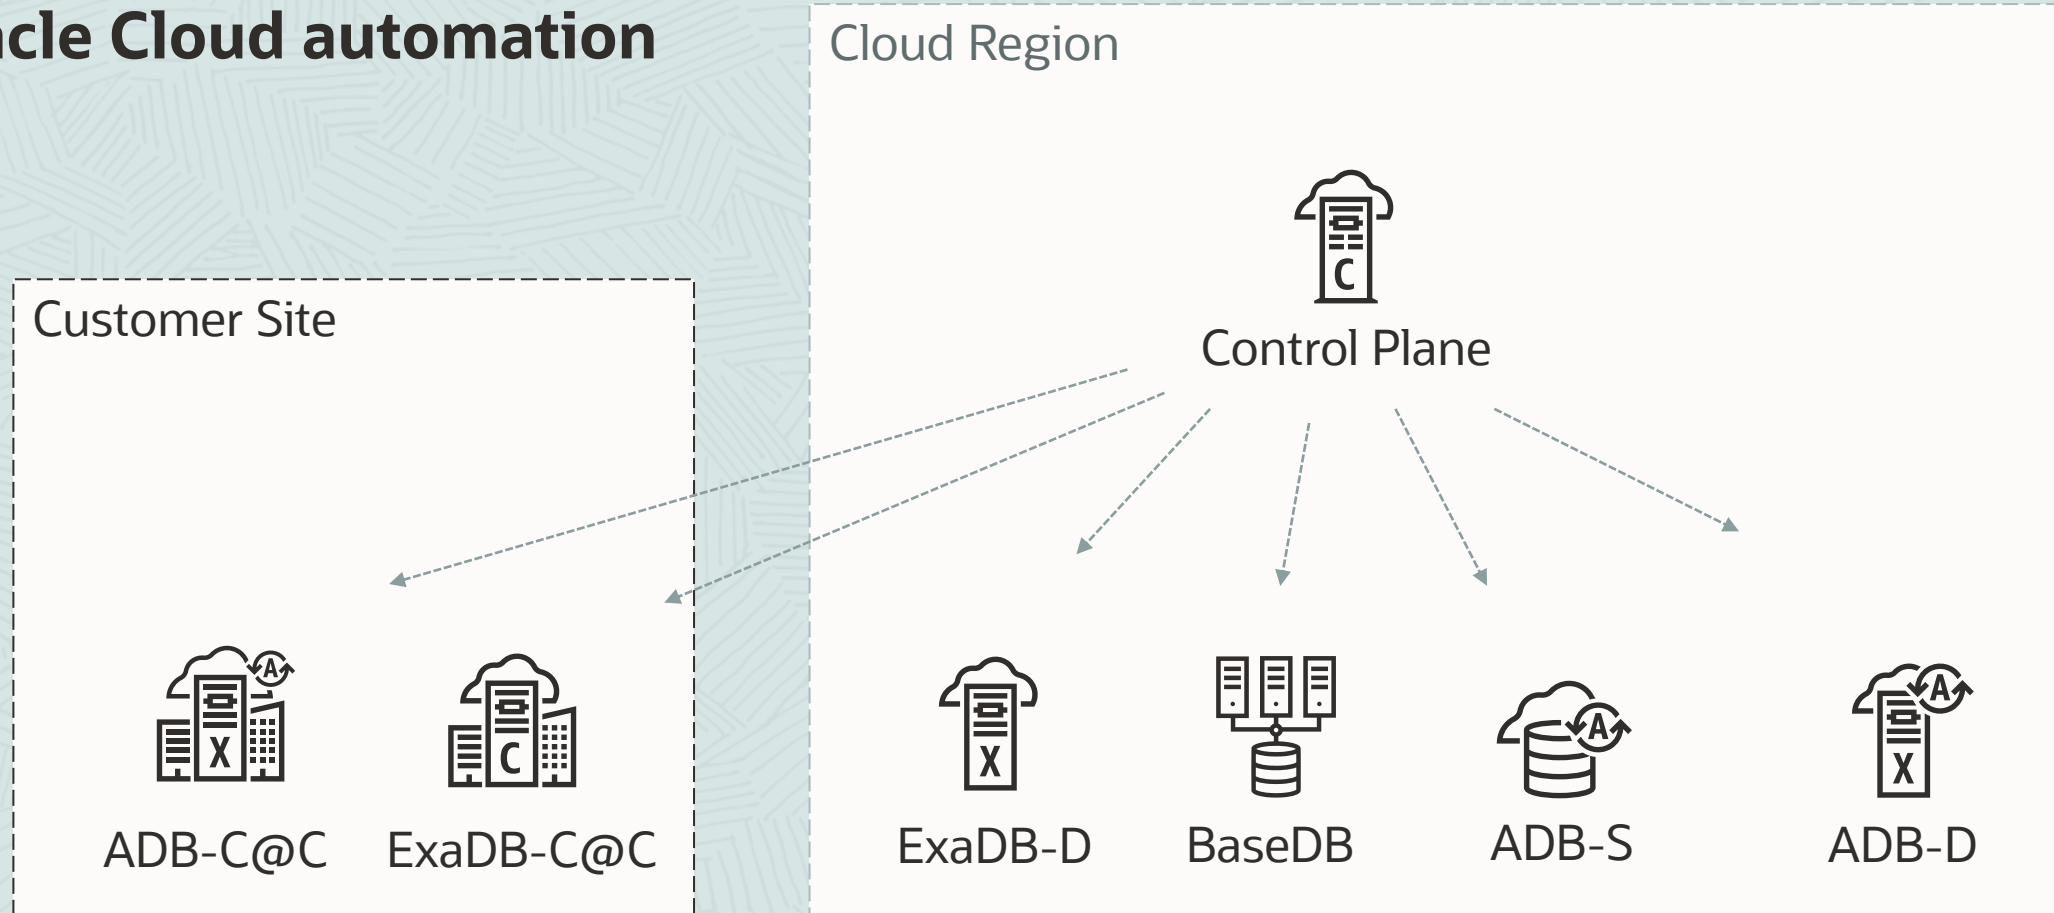 cle Cloud automation
Cloud Region
C
Control Plane
Customer Site
A
X
C
X
A
A
X
ADB-C@C
ExaDB-C@C
ExaDB-D
BaseDB
ADB-S
ADB-D